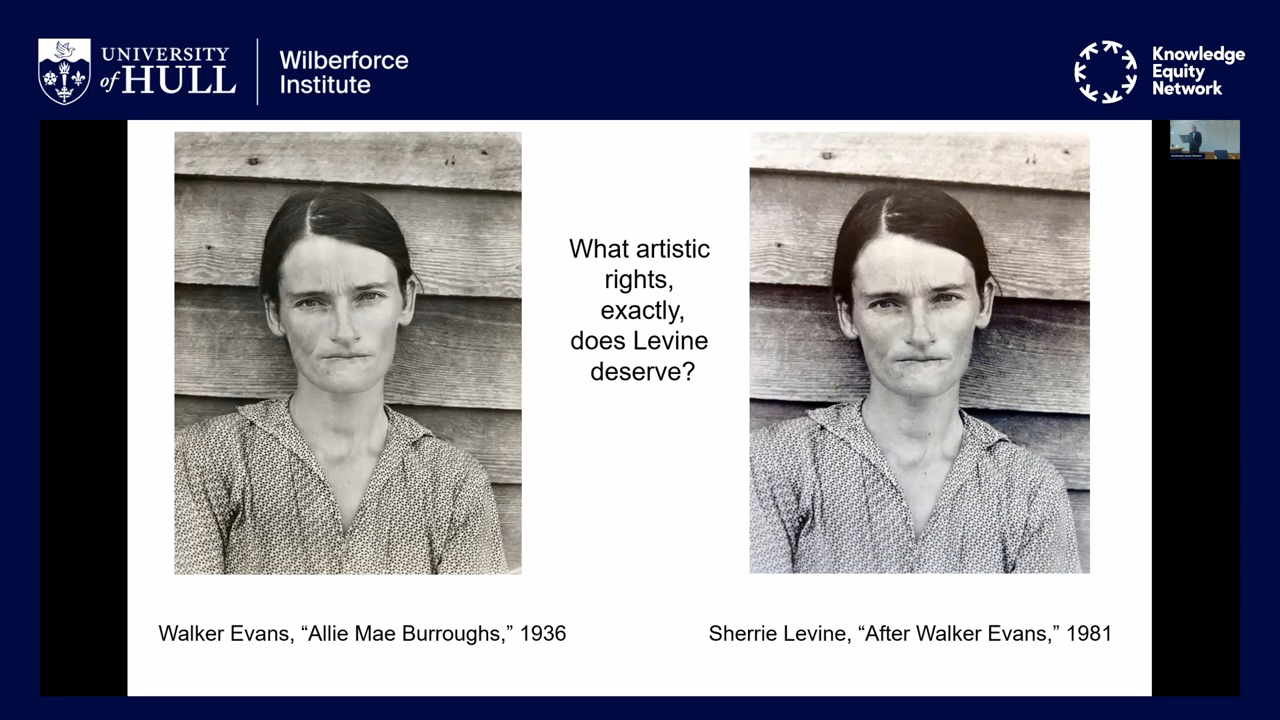 UNIVERSITY
of HULL
Wilberforce
Institute
Knowledge
Equity
Network
What artistic
rights,
exactly,
does Levine
deserve?
Walker Evans, “Allie Mae Burroughs,” 1936
Sherrie Levine, “After Walker Evans,” 1981